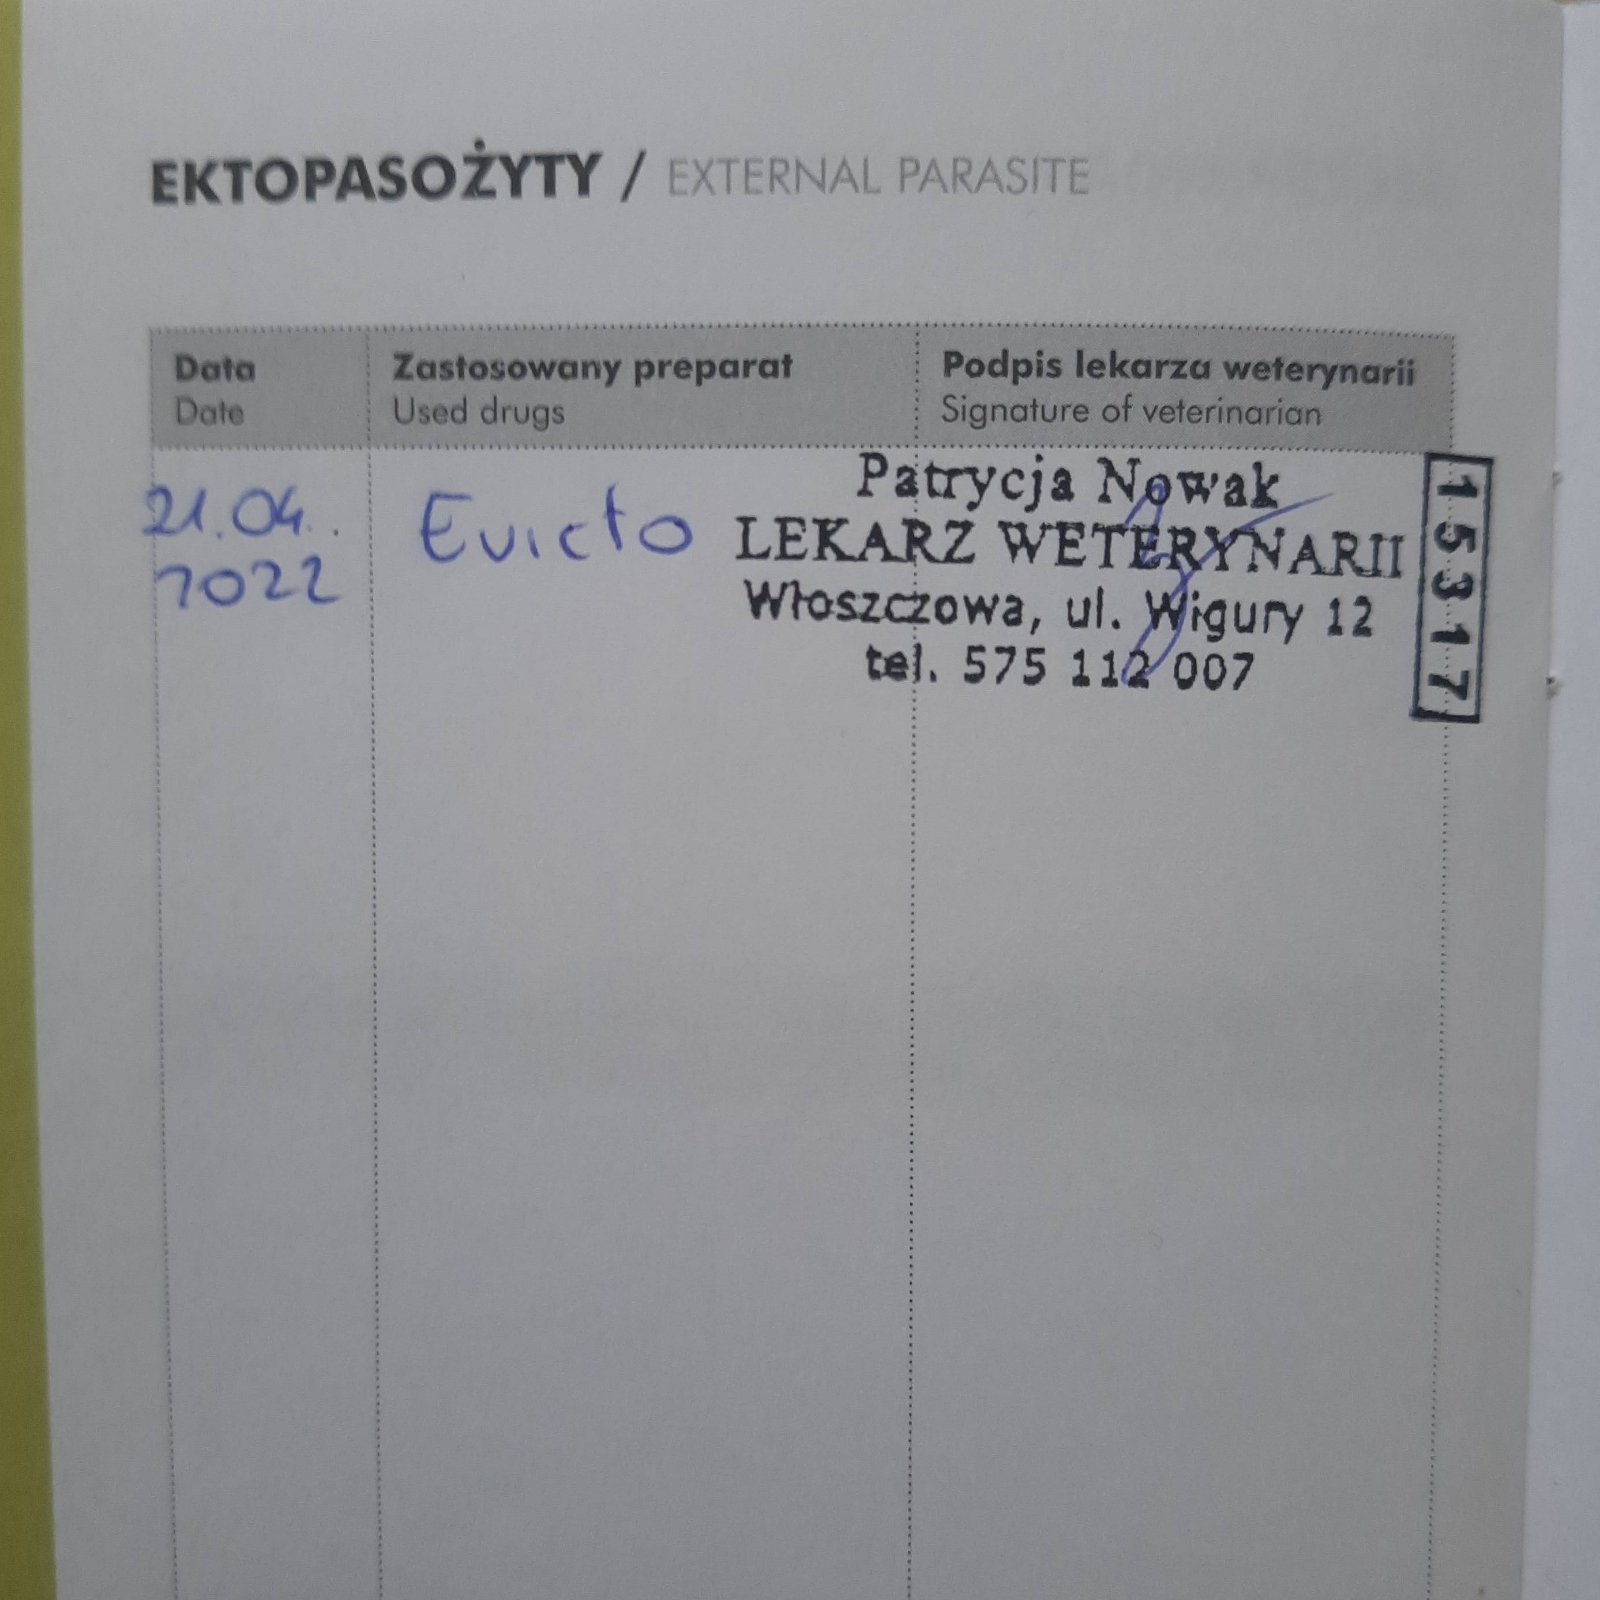 EKTOPASOŻYTY / EXTERNAL PARASITE
Data
Date
Zastosowany preparat
Used drugs
Podpis lekarza weterynarii
Signature of veterinarian
21.04.
2022
Evicto
Patrycja Nowak
LEKARZ WETERYNARII
Włoszczowa, ul. Wigury 12
tel. 575 112 007
15317